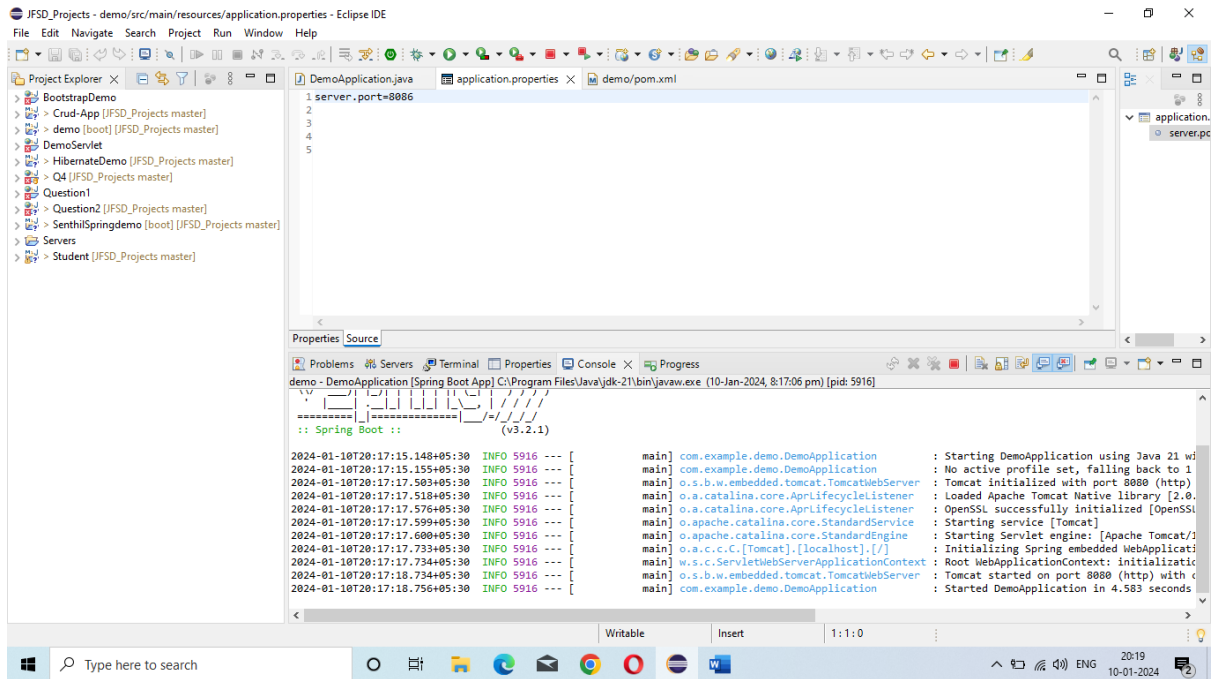 JFSD_Projects - demo/src/main/resources/application.properties - Eclipse IDE
File Edit Navigate Search Project Run Window Help
Project Explorer
BootstrapDemo
> Crud-App [JFSD_Projects master]
> demo [boot] [JFSD_Projects master]
DemoServlet
> HibernateDemo [JFSD_Projects master]
> Q4 [JFSD_Projects master]
Question1
> Question2 [JFSD_Projects master]
> SenthilSpringdemo [boot] [JFSD_Projects master]
Servers
> Student [JFSD_Projects master]
DemoApplication.java application.properties demo/pom.xml
1 server.port=8086
2
3
4
5
Properties Source
application.
server.pc
Problems Servers Terminal Properties Console Progress
demo - DemoApplication [Spring Boot App] C:\Program Files\Java\jdk-21\bin\javaw.exe (10-Jan-2024, 8:17:06 pm) [pid: 5916]
:: Spring Boot :: (v3.2.1)
2024-01-10T20:17:15.148+05:30 INFO 5916 --- [ main] com.example.demo.DemoApplication : Starting DemoApplication using Java 21 wi
2024-01-10T20:17:15.155+05:30 INFO 5916 --- [ main] com.example.demo.DemoApplication : No active profile set, falling back to 1
2024-01-10T20:17:17.503+05:30 INFO 5916 --- [ main] o.s.b.w.embedded.tomcat.TomcatWebServer : Tomcat initialized with port 8080 (http)
2024-01-10T20:17:17.518+05:30 INFO 5916 --- [ main] o.a.catalina.core.AprLifecycleListener : Loaded Apache Tomcat Native library [2.0.
2024-01-10T20:17:17.576+05:30 INFO 5916 --- [ main] o.a.catalina.core.AprLifecycleListener : OpenSSL successfully initialized [OpenSSL
2024-01-10T20:17:17.599+05:30 INFO 5916 --- [ main] o.apache.catalina.core.StandardService : Starting service [Tomcat]
2024-01-10T20:17:17.600+05:30 INFO 5916 --- [ main] o.apache.catalina.core.StandardEngine : Starting Servlet engine: [Apache Tomcat/1
2024-01-10T20:17:17.733+05:30 INFO 5916 --- [ main] o.a.c.c.C.[Tomcat].[localhost].[/] : Initializing Spring embedded WebApplicati
2024-01-10T20:17:17.734+05:30 INFO 5916 --- [ main] w.s.c.ServletWebServerApplicationContext : Root WebApplicationContext: initializatic
2024-01-10T20:17:18.734+05:30 INFO 5916 --- [ main] o.s.b.w.embedded.tomcat.TomcatWebServer : Tomcat started on port 8080 (http) with c
2024-01-10T20:17:18.756+05:30 INFO 5916 --- [ main] com.example.demo.DemoApplication : Started DemoApplication in 4.583 seconds
Writable Insert 1:1:0
Type here to search
ENG
20:19
10-01-2024
2